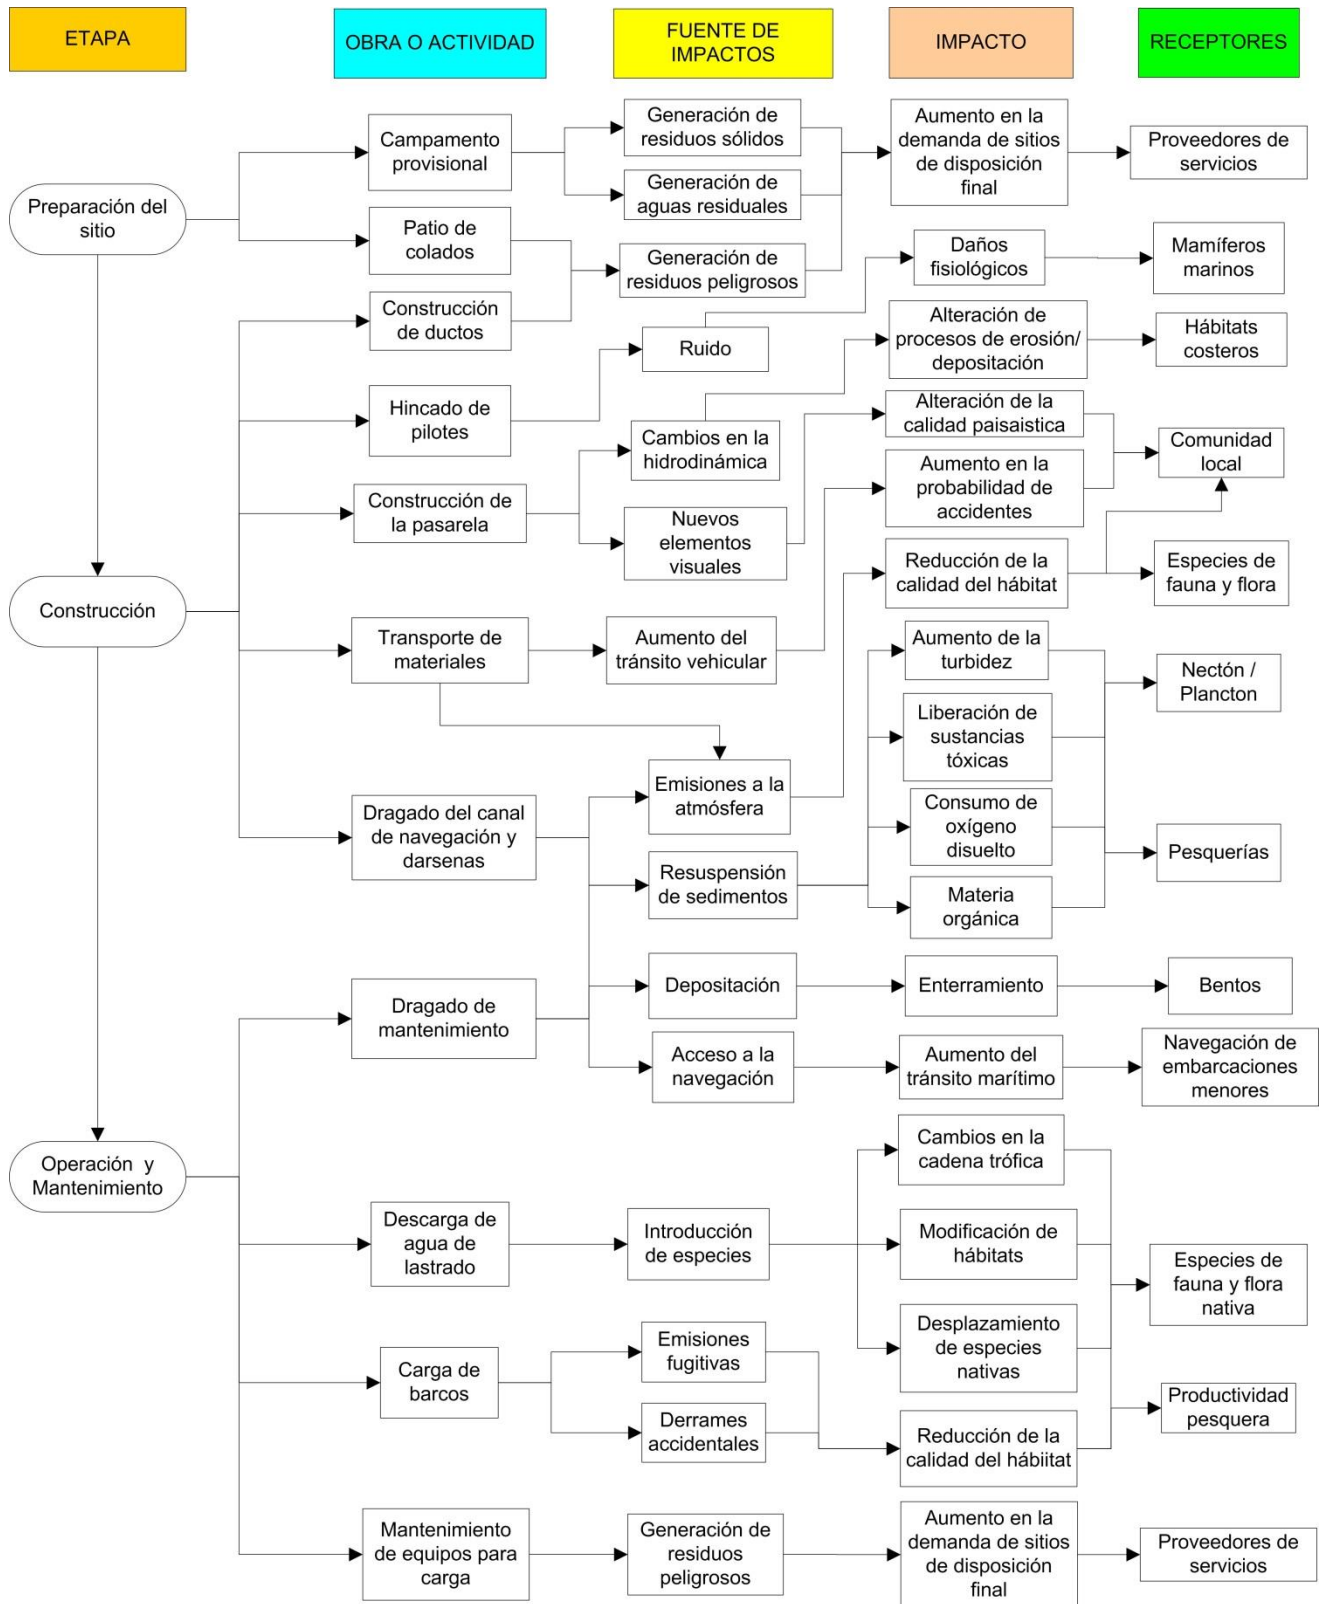 ETAPA
OBRA O ACTIVIDAD
FUENTE DE
IMPACTOS
IMPACTO
RECEPTORES
Preparación del
sitio
Construcción
Operación y
Mantenimiento
Campamento
provisional
Patio de
colados
Construcción
de ductos
Hincado de
pilotes
Construcción de
la pasarela
Transporte de
materiales
Dragado del canal
de navegación y
darsenas
Dragado de
mantenimiento
Descarga de
agua de
lastrado
Carga de
barcos
Mantenimiento
de equipos para
carga
Generación de
residuos sólidos
Generación de
aguas residuales
Generación de
residuos peligrosos
Ruido
Cambios en la
hidrodinámica
Nuevos
elementos
visuales
Aumento del
tránsito vehicular
Emisiones a la
atmósfera
Resuspensión
de sedimentos
Depositación
Acceso a la
navegación
Introducción
de especies
Emisiones
fugitivas
Derrames
accidentales
Generación de
residuos
peligrosos
Aumento en la
demanda de sitios
de disposición
final
Daños
fisiológicos
Alteración de
procesos de erosión/
depositación
Alteración de la
calidad paisaistica
Aumento en la
probabilidad de
accidentes
Reducción de la
calidad del hábitat
Aumento de la
turbidez
Liberación de
sustancias
tóxicas
Consumo de
oxígeno
disuelto
Materia
orgánica
Enterramiento
Aumento del
tránsito marítimo
Cambios en la
cadena trófica
Modificación de
hábitats
Desplazamiento
de especies
nativas
Reducción de la
calidad del hábiitat
Aumento en la
demanda de sitios
de disposición
final
Proveedores de
servicios
Mamíferos
marinos
Hábitats
costeros
Comunidad
local
Especies de
fauna y flora
Nectón /
Plancton
Pesquerías
Bentos
Navegación de
embarcaciones
menores
Especies de
fauna y flora
nativa
Productividad
pesquera
Proveedores de
servicios